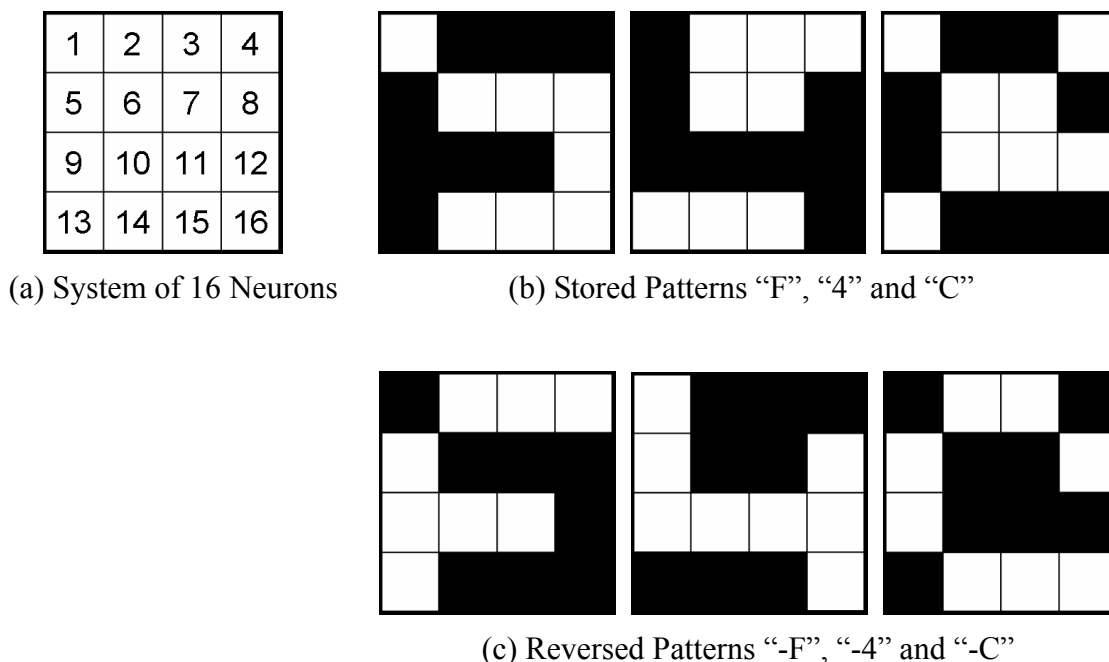 1 2 3 4
5 6 7 8
9 10 11 12
13 14 15 16
(a) System of 16 Neurons
(b) Stored Patterns “F”, “4” and “C”
(c) Reversed Patterns “-F”, “-4” and “-C”